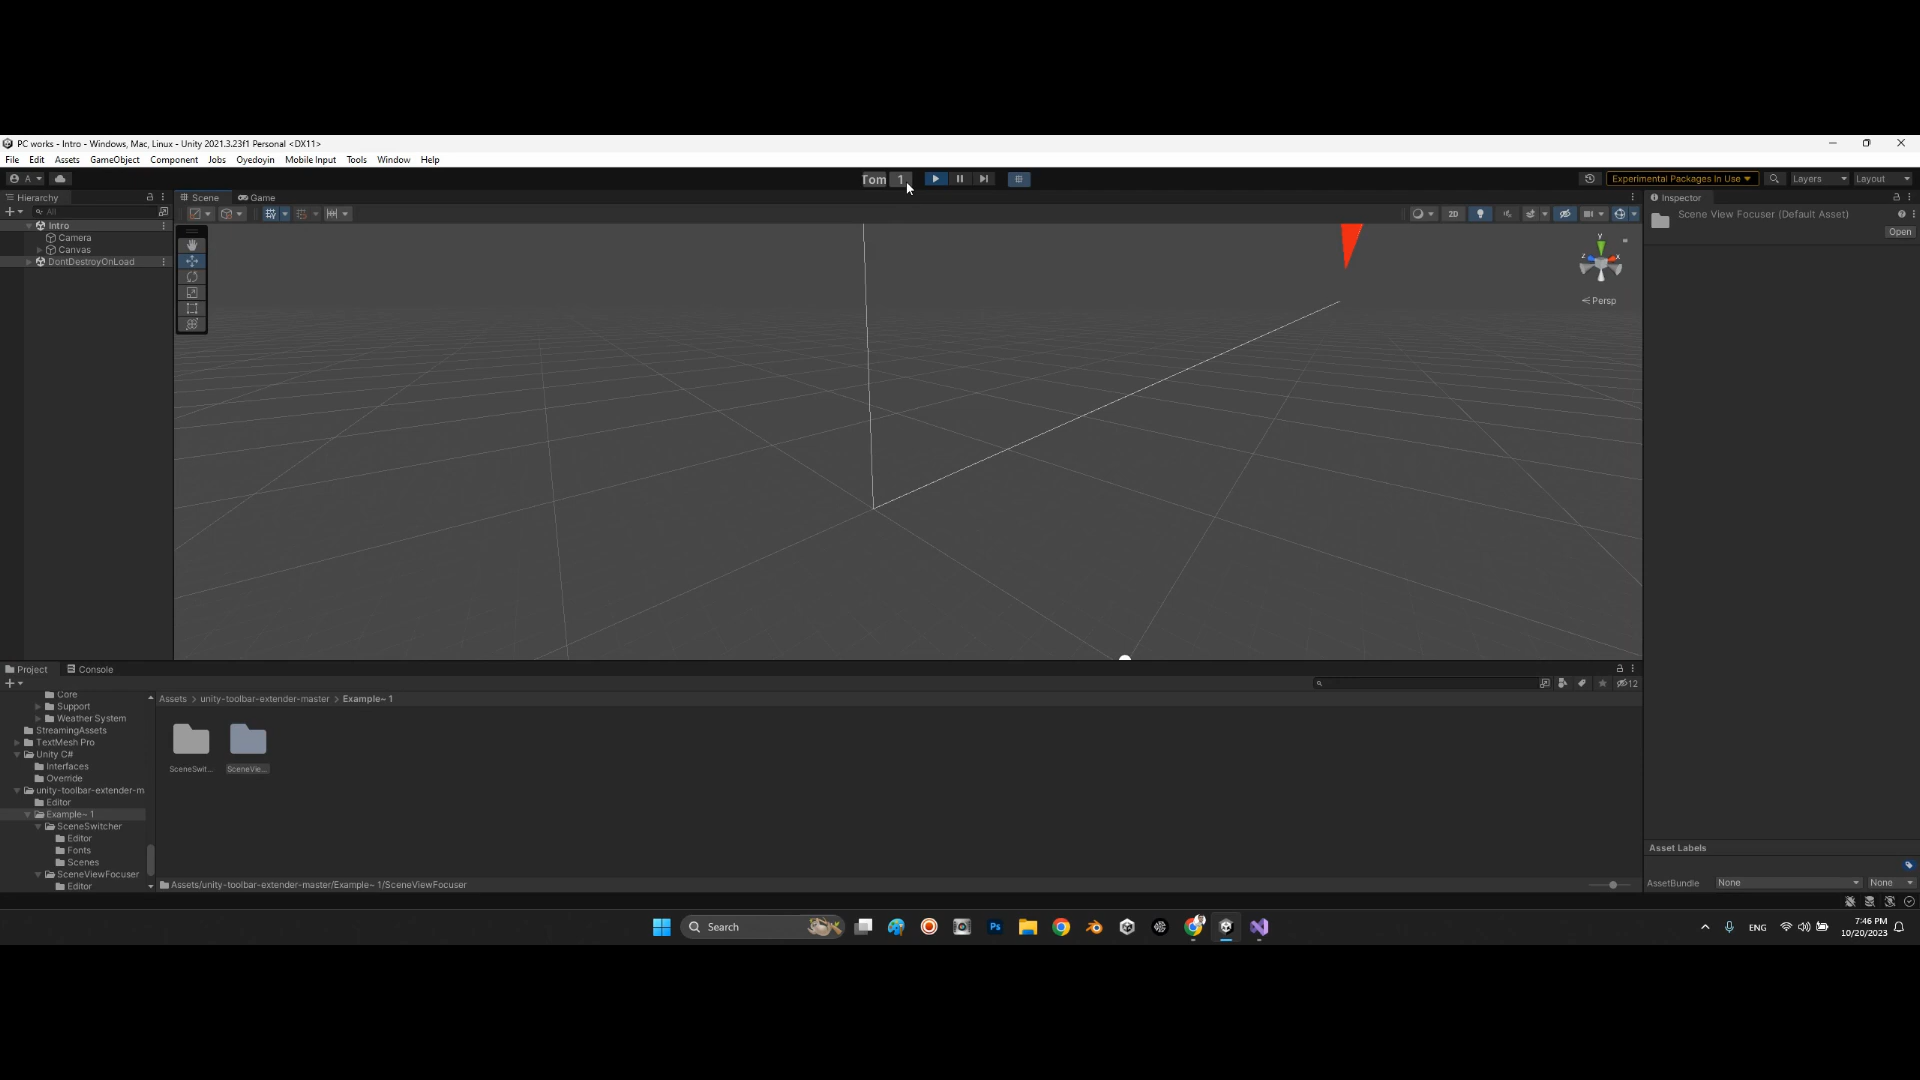 PC works - Intro - Windows, Mac, Linux - Unity 2021.3.23f1 Personal <DX11>
File Edit Assets GameObject Component Jobs Oyedoyin Mobile Input Tools Window Help
A Tom 1 Experimental Packages In Use Layers Layout
Hierarchy Scene Game Inspector
All 2D Scene View Focuser (Default Asset)
Open
Intro
Camera
Canvas
DontDestroyOnLoad
y
z x
Persp
Project Console
12
Assets > unity-toolbar-extender-master > Example~ 1
Core
Support
Weather System
StreamingAssets
TextMesh Pro
Unity C#
Interfaces
Override
unity-toolbar-extender-m
Editor
Example~ 1
SceneSwitcher
Editor
Fonts
Scenes
SceneViewFocuser
Editor
SceneSwit... SceneVie...
Assets/unity-toolbar-extender-master/Example~ 1/SceneViewFocuser
Asset Labels
AssetBundle None None
Search Ps ENG 7:46 PM
10/20/2023